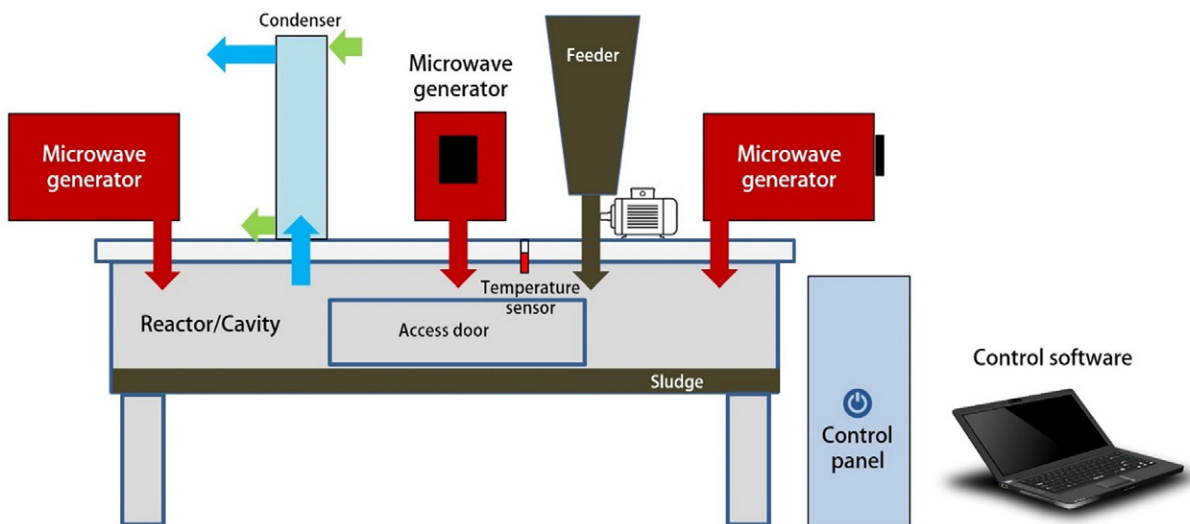 Condenser
Feeder
Microwave
generator
Microwave
generator
Microwave
generator
Temperature
sensor
Reactor/Cavity
Access door
Sludge
Control software
Control
panel